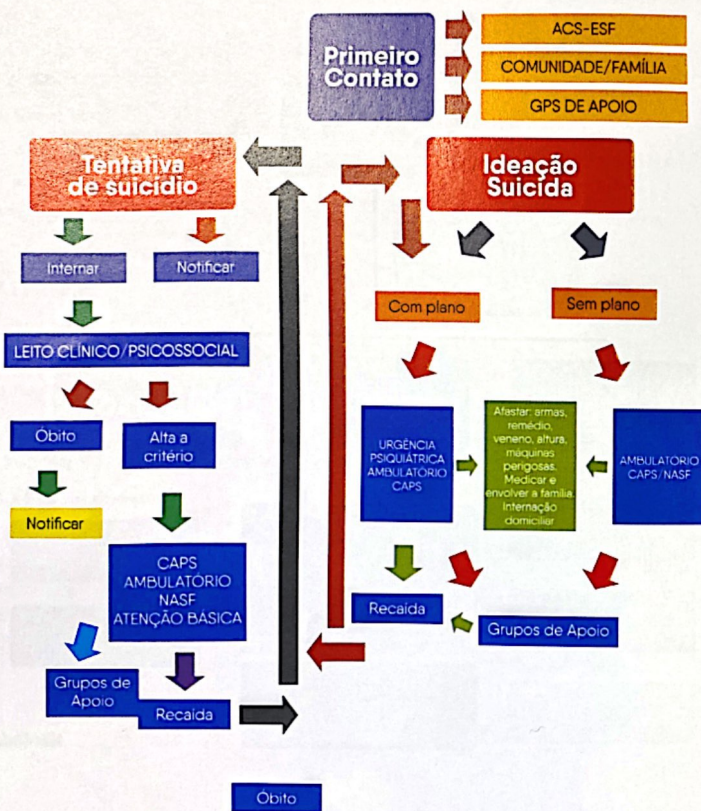 Primeiro
Contato
ACS-ESF
COMUNIDADE/FAMÍLIA
GPS DE APOIO
Tentativa
de suicídio
Ideação
Suicida
Internar
Notificar
Com plano
Sem plano
LEITO CLÍNICO/PSICOSSOCIAL
Óbito
Alta a
critério
URGÊNCIA
PSIQUIÁTRICA
AMBULATÓRIO
CAPS
Afastar: armas,
remédio,
veneno, altura,
máquinas
perigosas.
Medicar e
envolver a família.
Internação
domiciliar
AMBULATÓRIO
CAPS/NASF
Notificar
CAPS
AMBULATÓRIO
NASF
ATENÇÃO BÁSICA
Recaída
Grupos de Apoio
Grupos de
Apoio
Recaída
Óbito